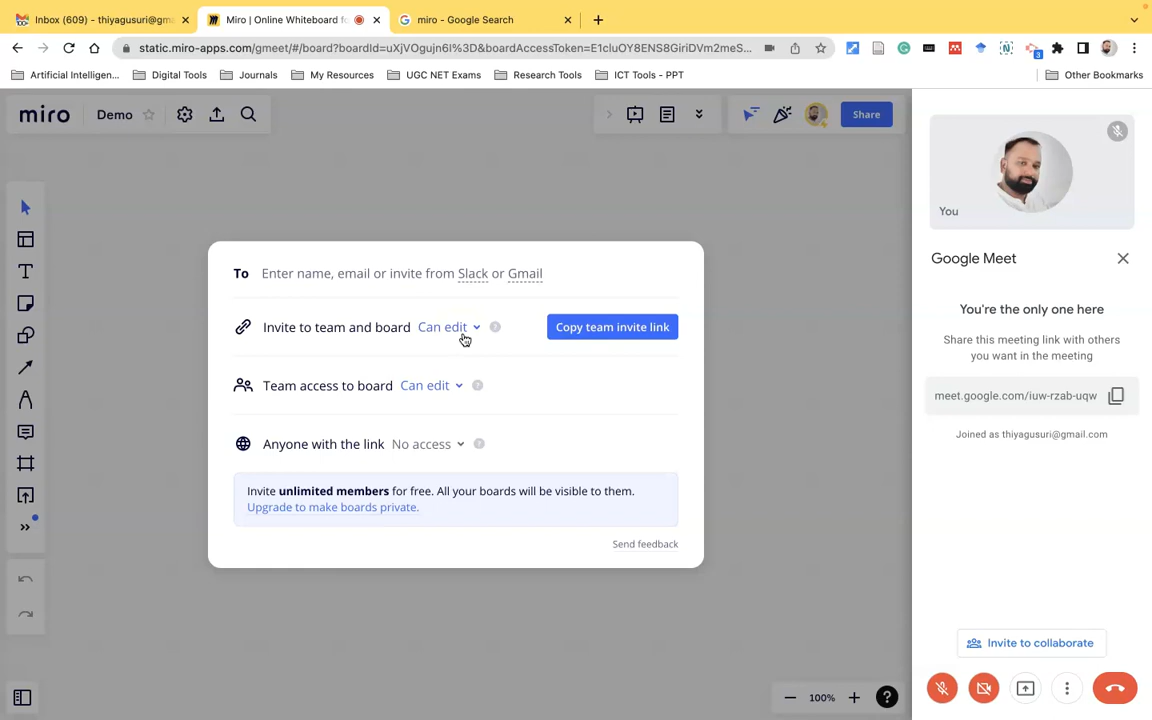 Inbox (609) - thiyagusuri@gma
Miro | Online Whiteboard fo
miro - Google Search
static.miro-apps.com/gmeet/#/board?boardId=uXjVOgujn6I%3D&boardAccessToken=E1cluOY8ENS8GiriDVm2meS...
3
Artificial Intelligen...
Digital Tools
Journals
My Resources
UGC NET Exams
Research Tools
ICT Tools - PPT
Other Bookmarks
miro
Demo
Share
You
Google Meet
You're the only one here
Share this meeting link with others
you want in the meeting
meet.google.com/iuw-rzab-uqw
Joined as thiyagusuri@gmail.com
Invite to collaborate
To Enter name, email or invite from Slack or Gmail
Invite to team and board Can edit ?
Copy team invite link
Team access to board Can edit ?
Anyone with the link No access ?
Invite unlimited members for free. All your boards will be visible to them.
Upgrade to make boards private.
Send feedback
100%
?